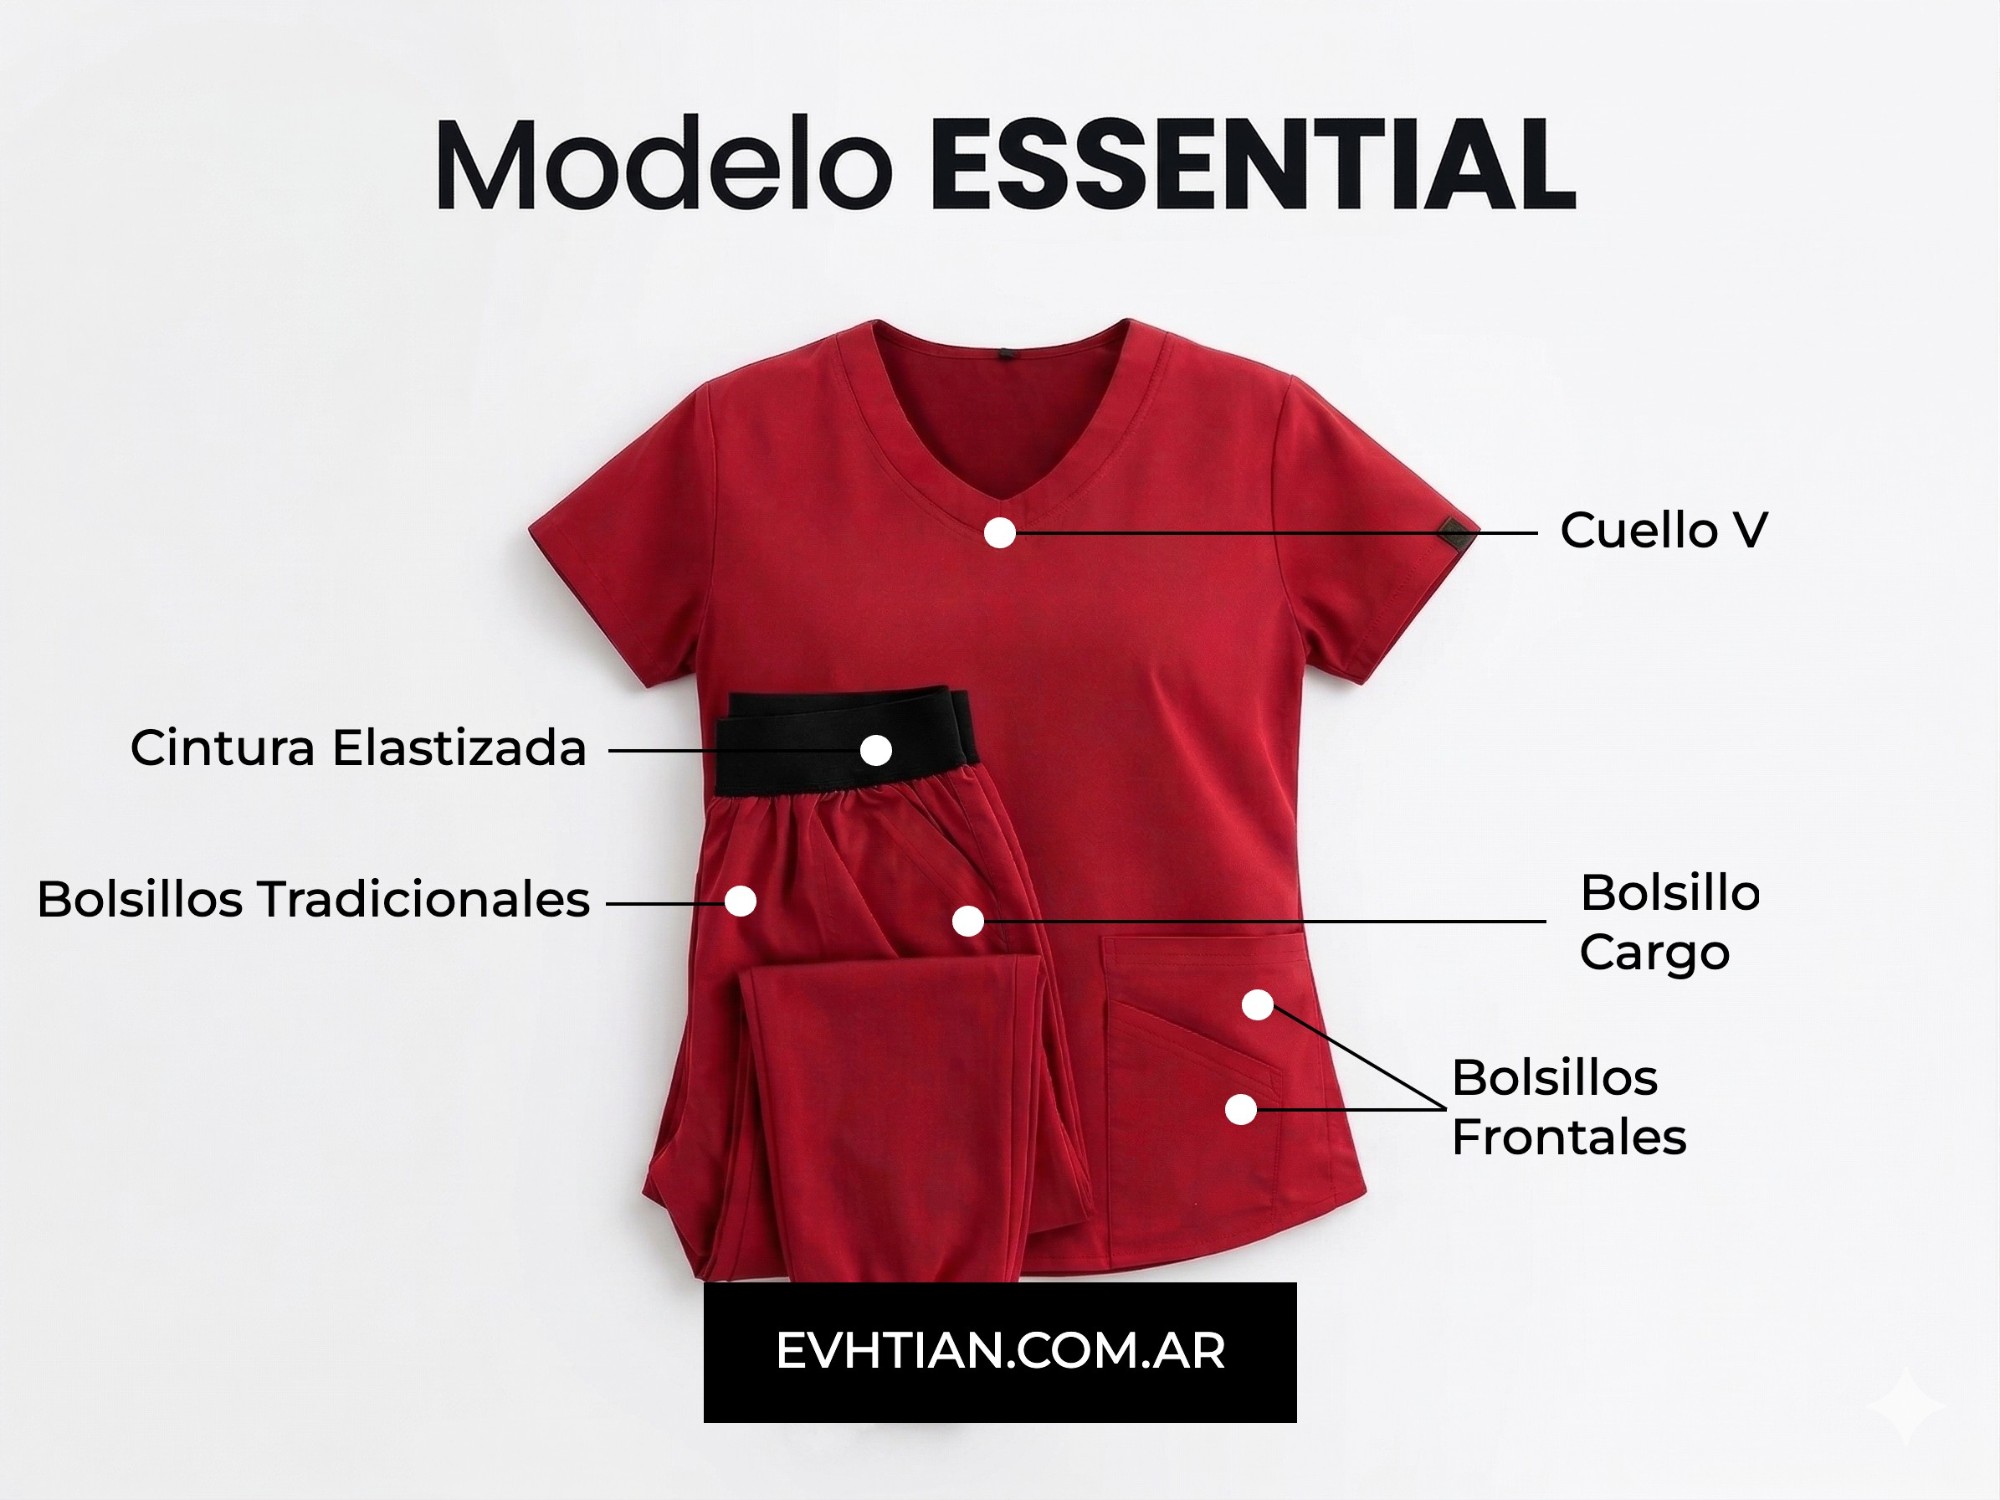 Modelo ESSENTIAL
Cuello V
Cintura Elastizada
Bolsillos Tradicionales
Bolsillo
Cargo
Bolsillos
Frontales
EVHTIAN.COM.AR